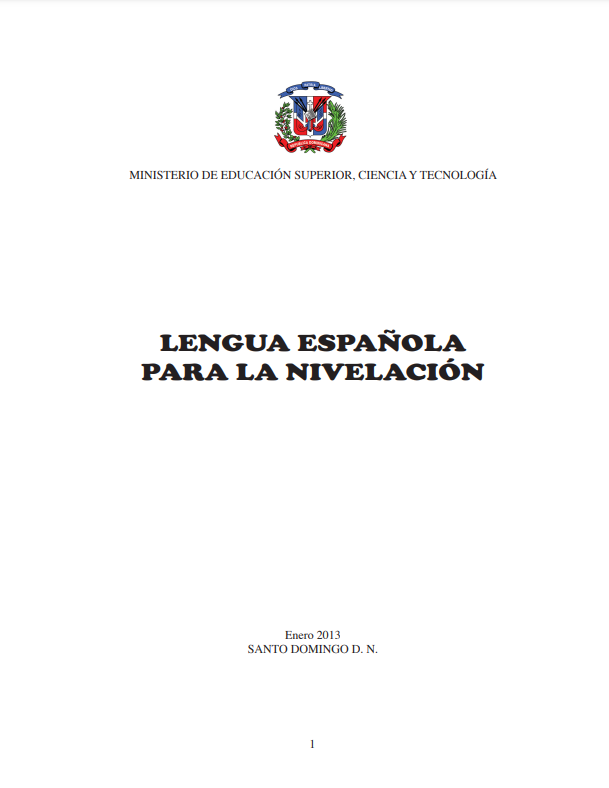 MINISTERIO DE EDUCACIÓN SUPERIOR, CIENCIA Y TECNOLOGÍA
LENGUA ESPAÑOLA
PARA LA NIVELACIÓN
Enero 2013
SANTO DOMINGO D. N.
1